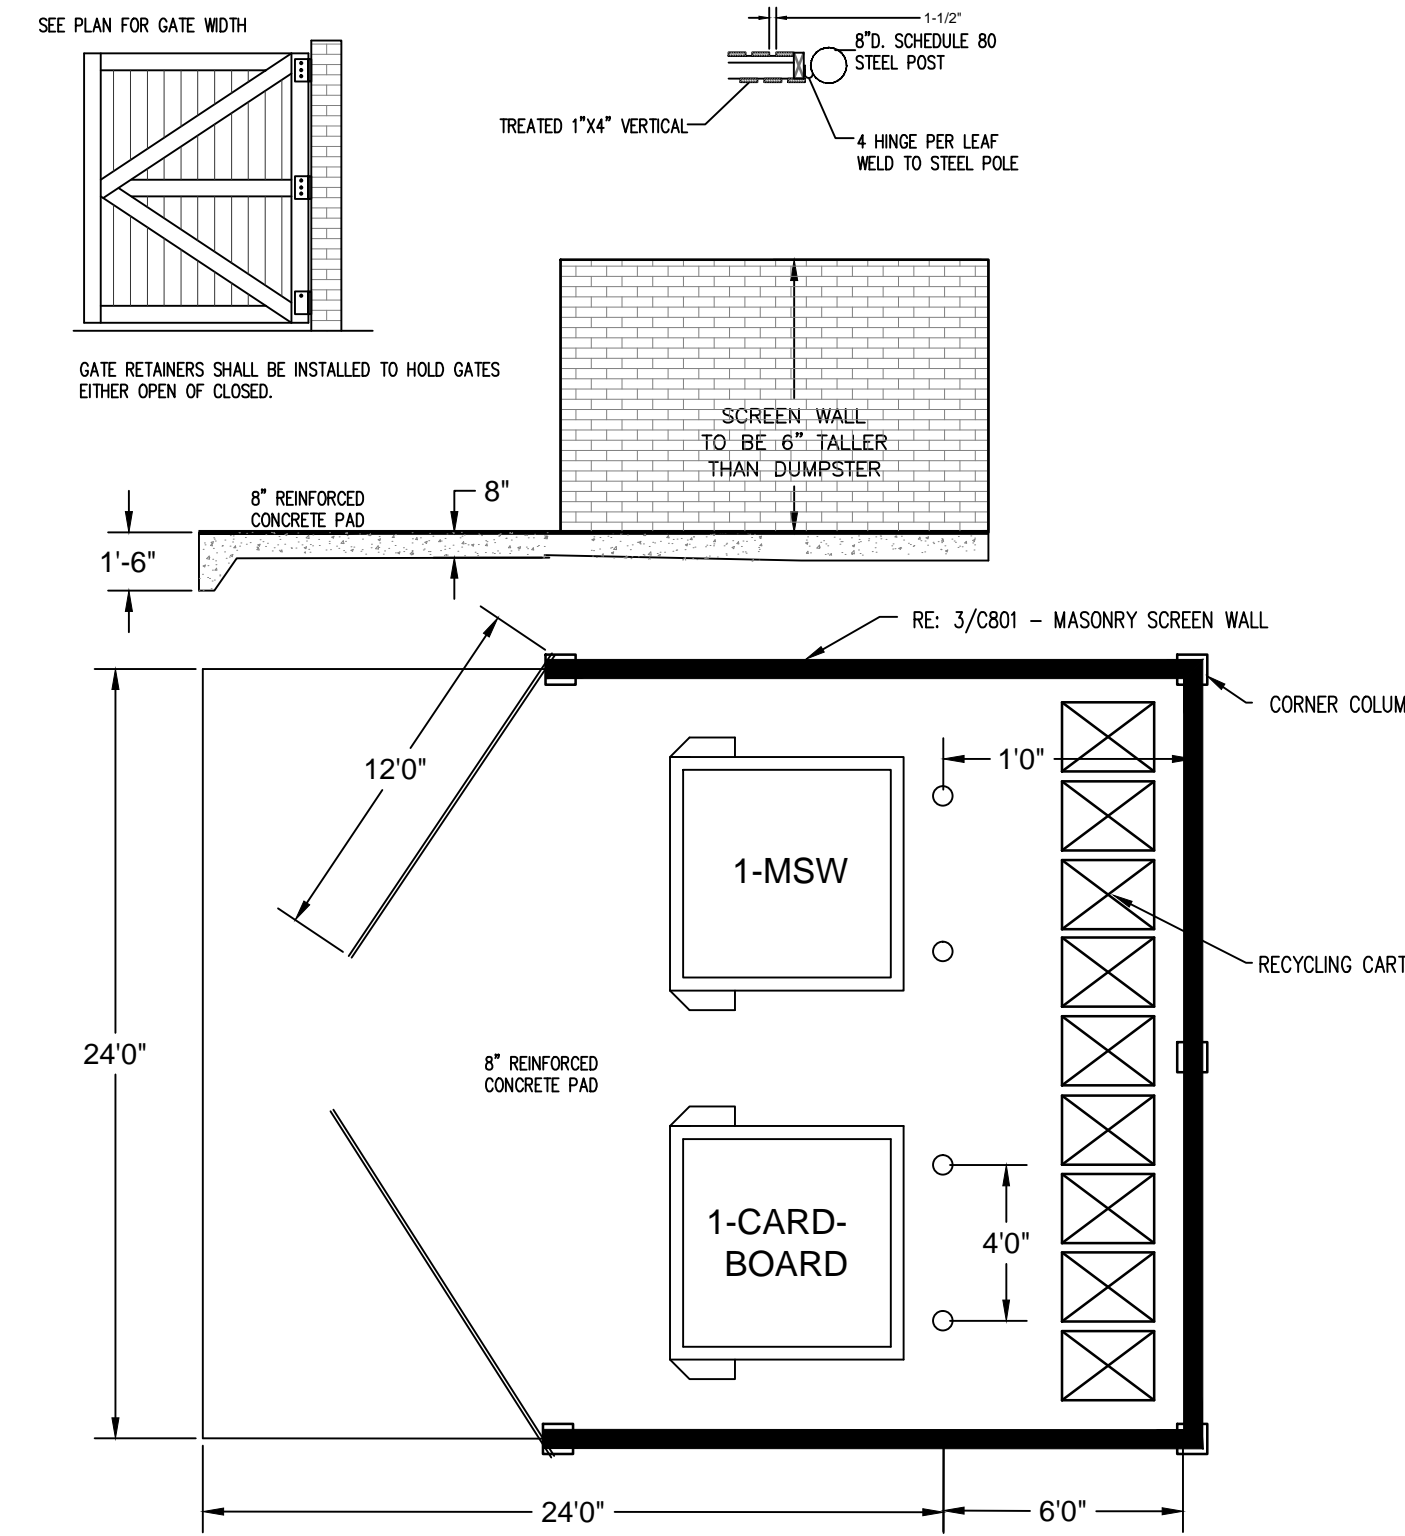 SEE PLAN FOR GATE WIDTH
1-1/2"
8"D. SCHEDULE 80
STEEL POST
TREATED 1"X4" VERTICAL
4 HINGE PER LEAF
WELD TO STEEL POLE
GATE RETAINERS SHALL BE INSTALLED TO HOLD GATES
EITHER OPEN OF CLOSED.
SCREEN WALL
TO BE 6" TALLER
THAN DUMPSTER
8" REINFORCED
CONCRETE PAD
8"
1'-6"
RE: 3/C801 - MASONRY SCREEN WALL
CORNER COLUM
12'0"
1'0"
1-MSW
RECYCLING CART
24'0"
8" REINFORCED
CONCRETE PAD
1-CARD-
BOARD
4'0"
24'0"
6'0"